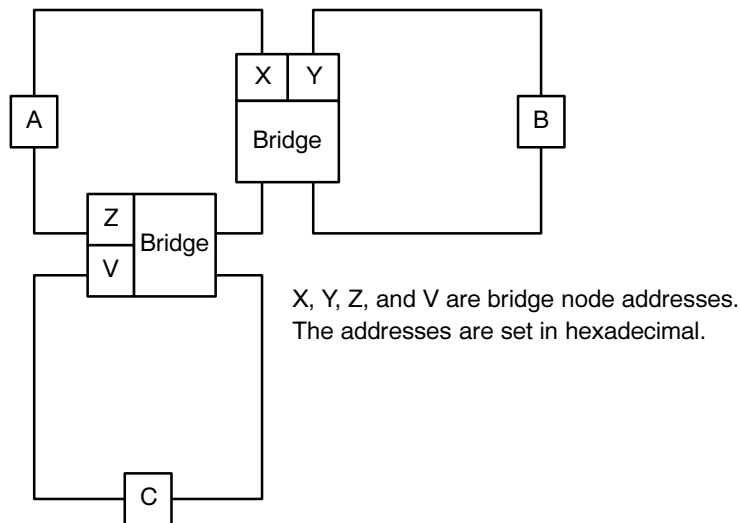 X Y
A
Bridge
B
Z
Bridge
V
X, Y, Z, and V are bridge node addresses.
The addresses are set in hexadecimal.
C